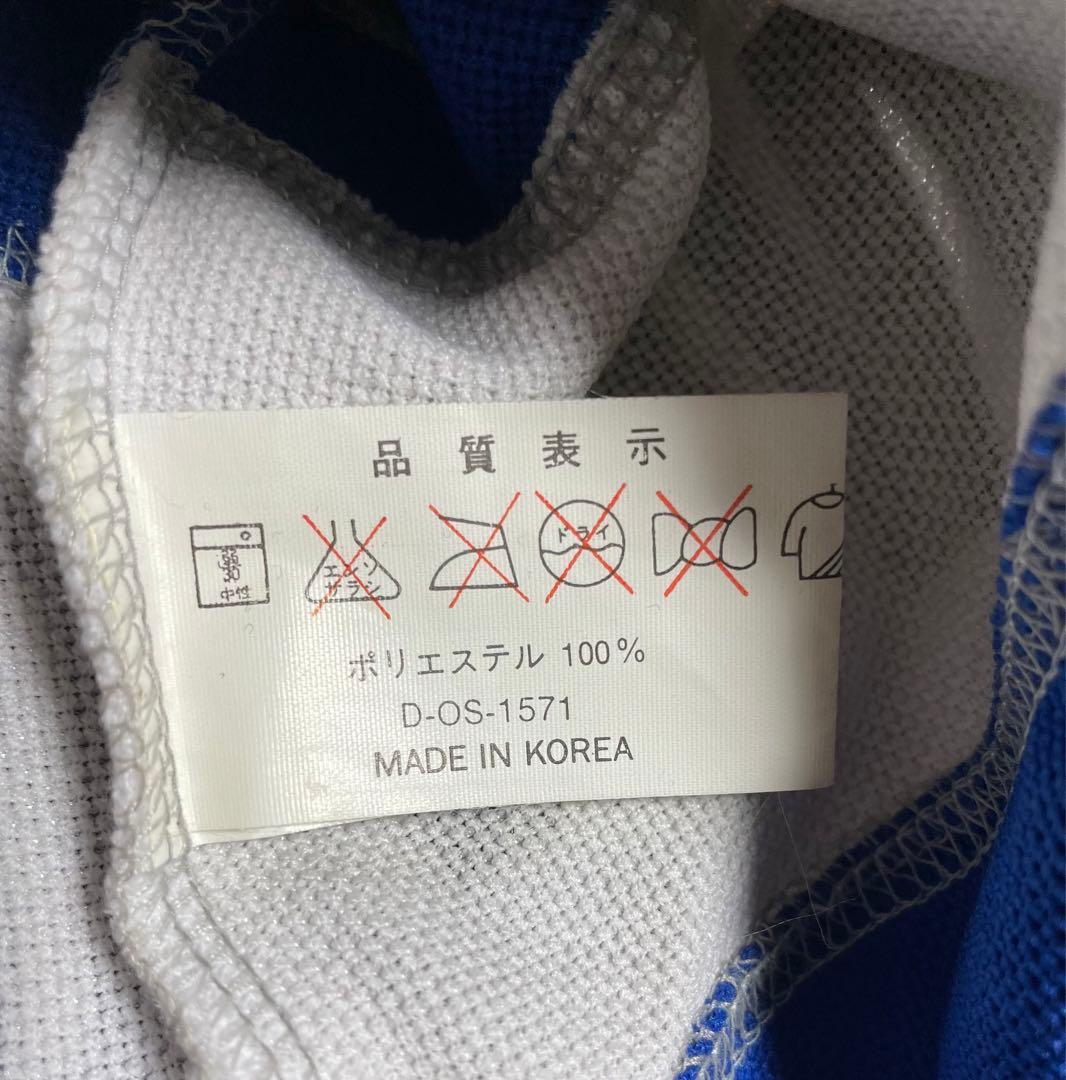 品質表示
中性
エンソ
サラシ
ドライ
ポリエステル 100%
D-OS-1571
MADE IN KOREA